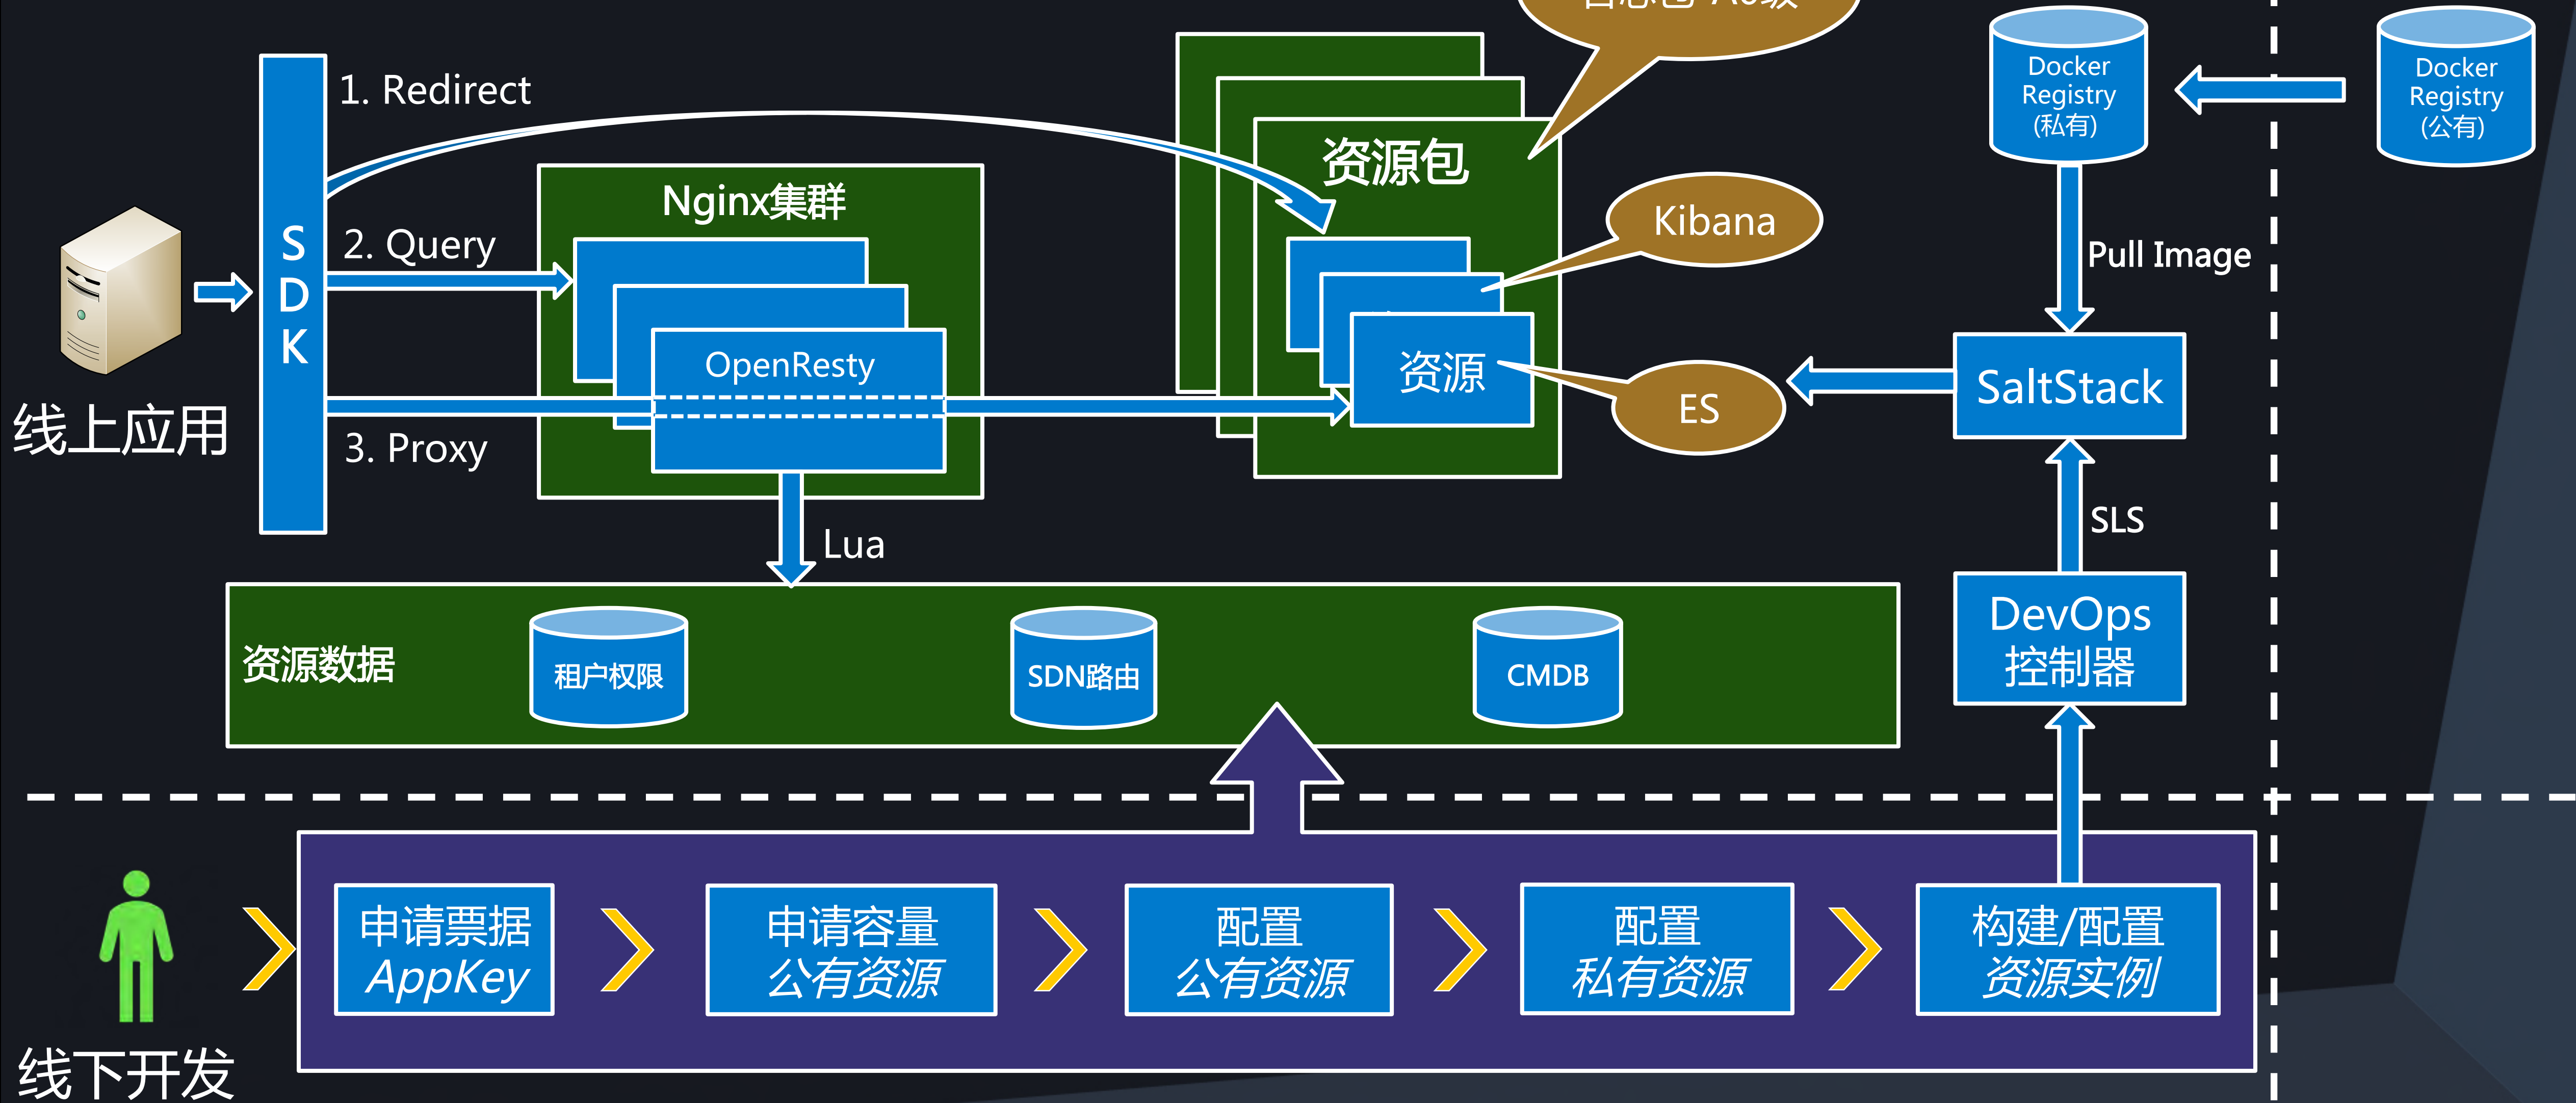 1. Redirect
2. Query
3. Proxy
S
D
K
线上应用
Nginx集群
OpenResty
Lua
资源包
资源
Kibana
ES
Docker
Registry
(私有)
Docker
Registry
(公有)
Pull Image
SaltStack
SLS
DevOps
控制器
资源数据
租户权限
SDN路由
CMDB
线下开发
申请票据
AppKey
申请容量
公有资源
配置
公有资源
配置
私有资源
构建/配置
资源实例